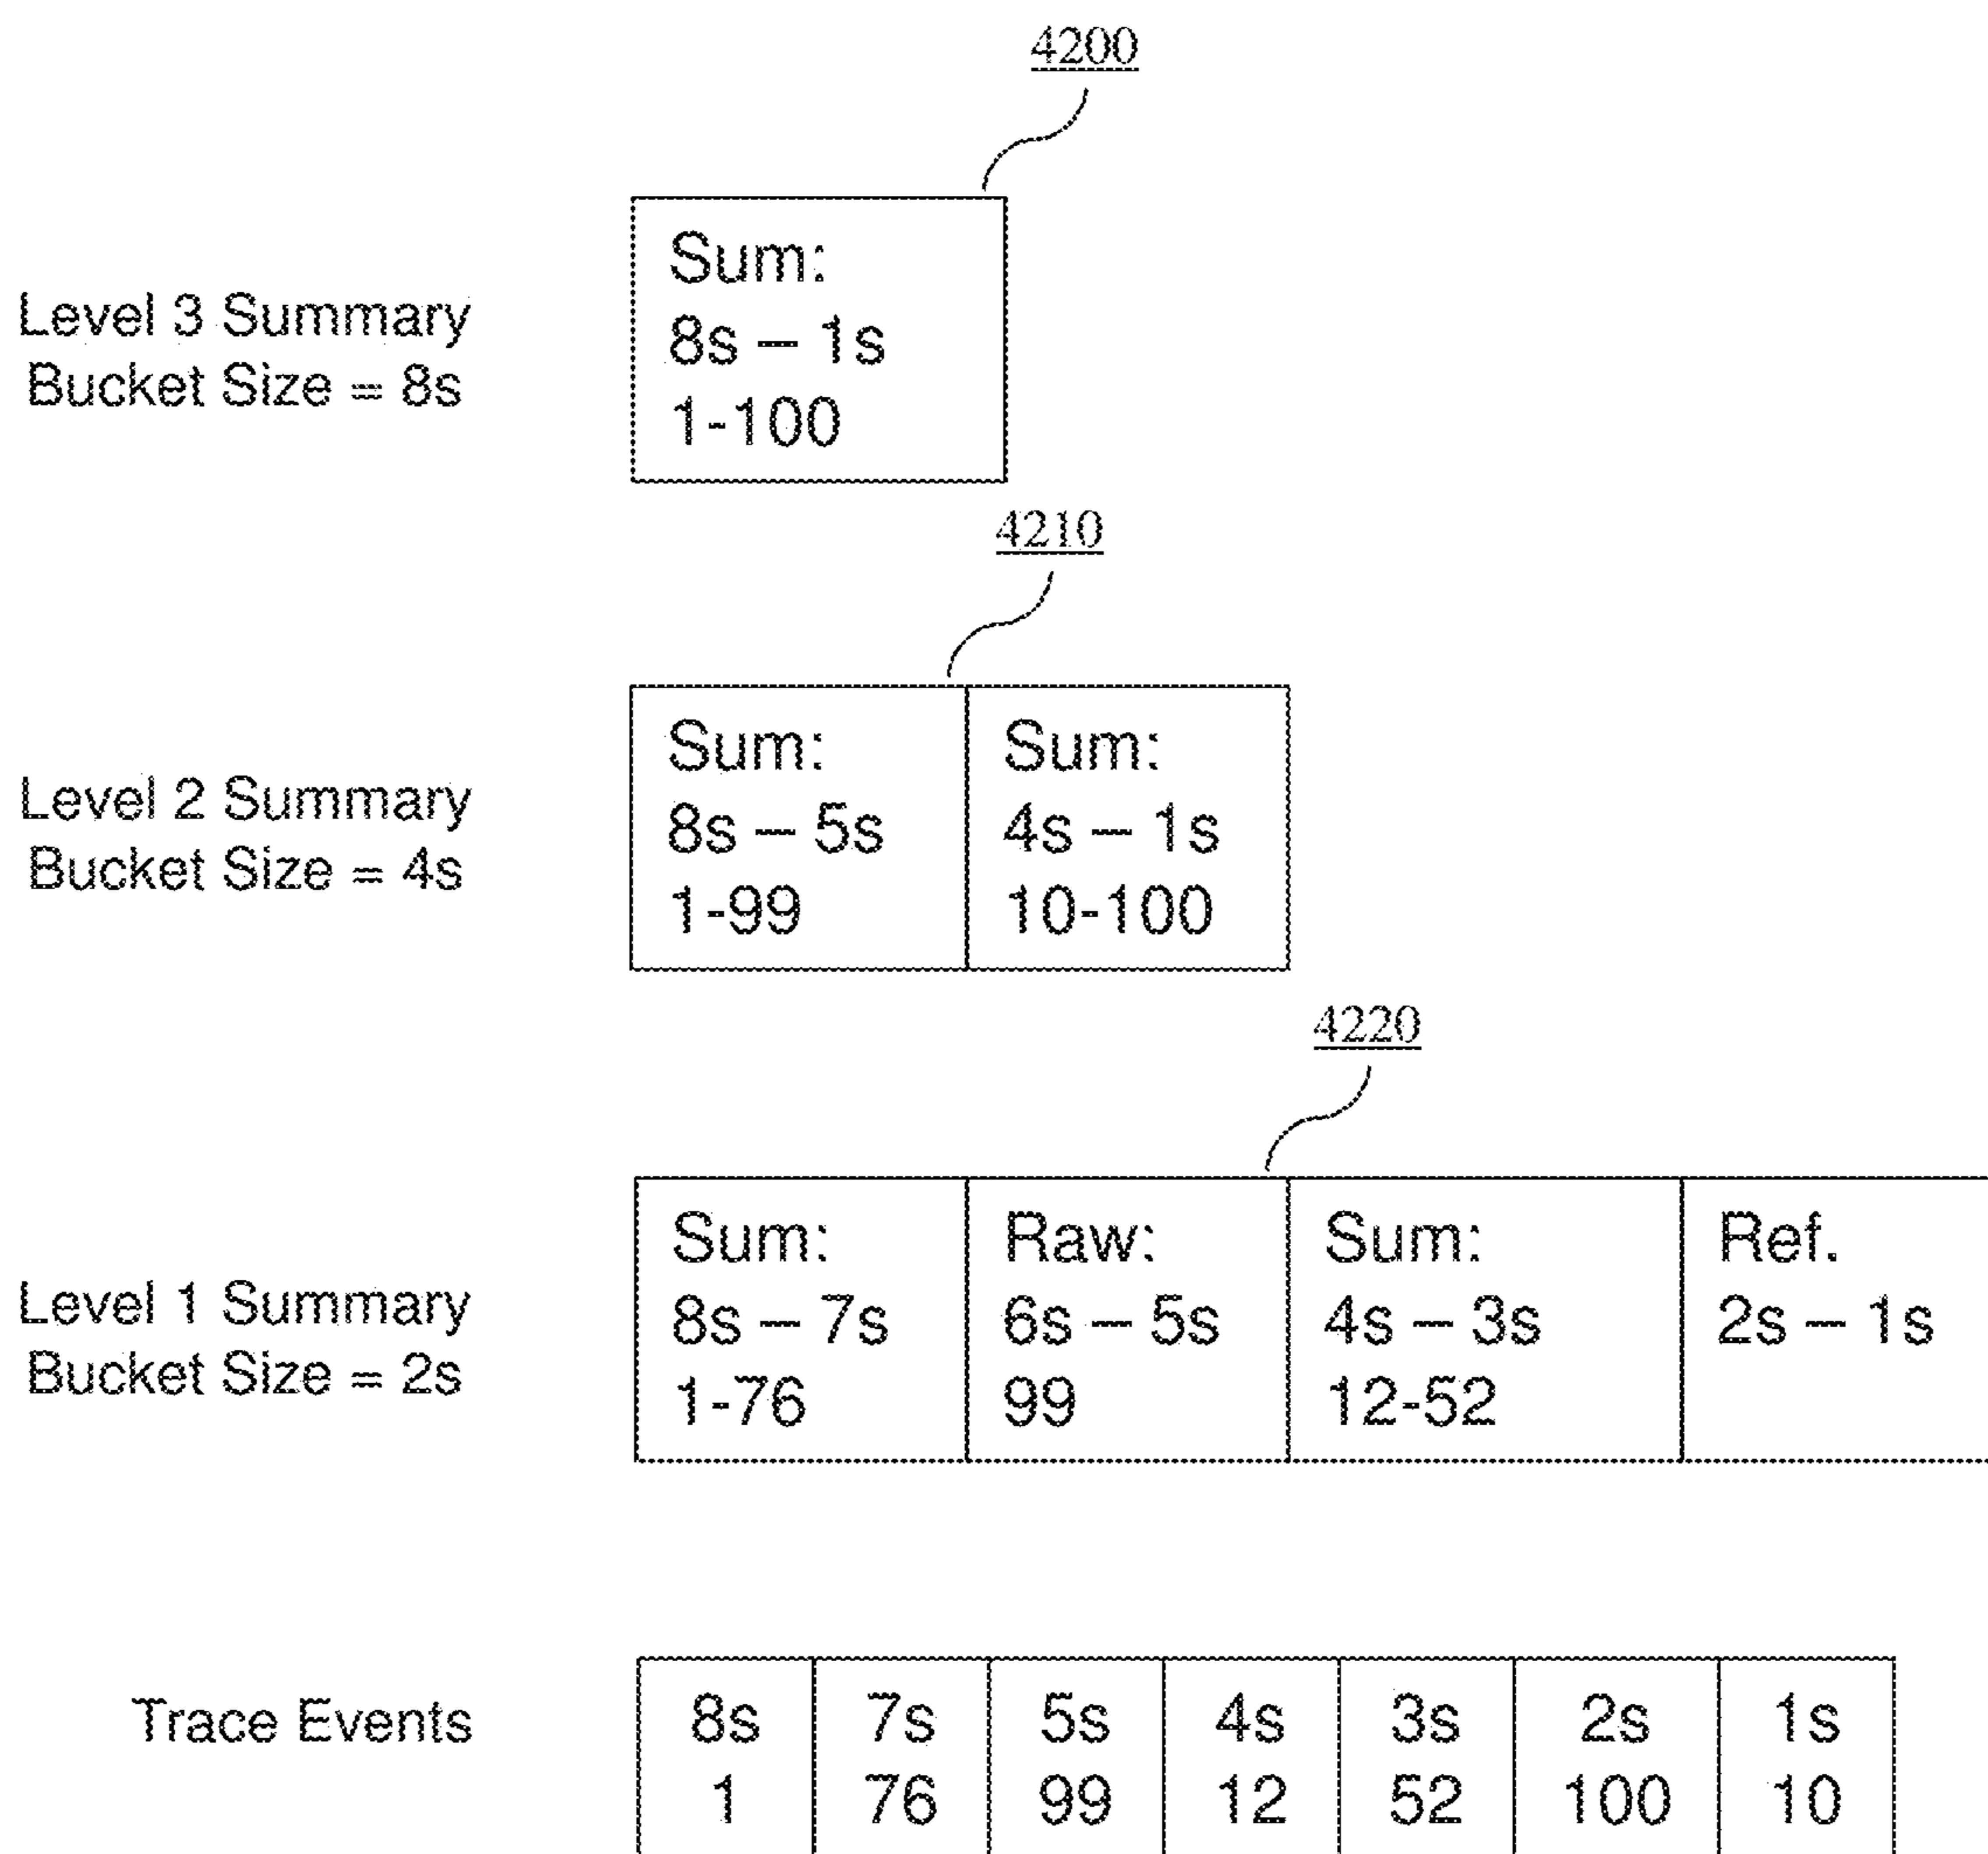 4200
Level 3 Summary
Bucket Size = 8s
Sum:
8s – 1s
1-100
4210
Level 2 Summary
Bucket Size = 4s
Sum:
8s – 5s
1-99
Sum:
4s – 1s
10-100
4220
Level 1 Summary
Bucket Size = 2s
Sum:
8s – 7s
1-76
Raw:
6s – 5s
99
Sum:
4s – 3s
12-52
Ref.
2s – 1s
Trace Events
8s
1
7s
76
5s
99
4s
12
3s
52
2s
100
1s
10